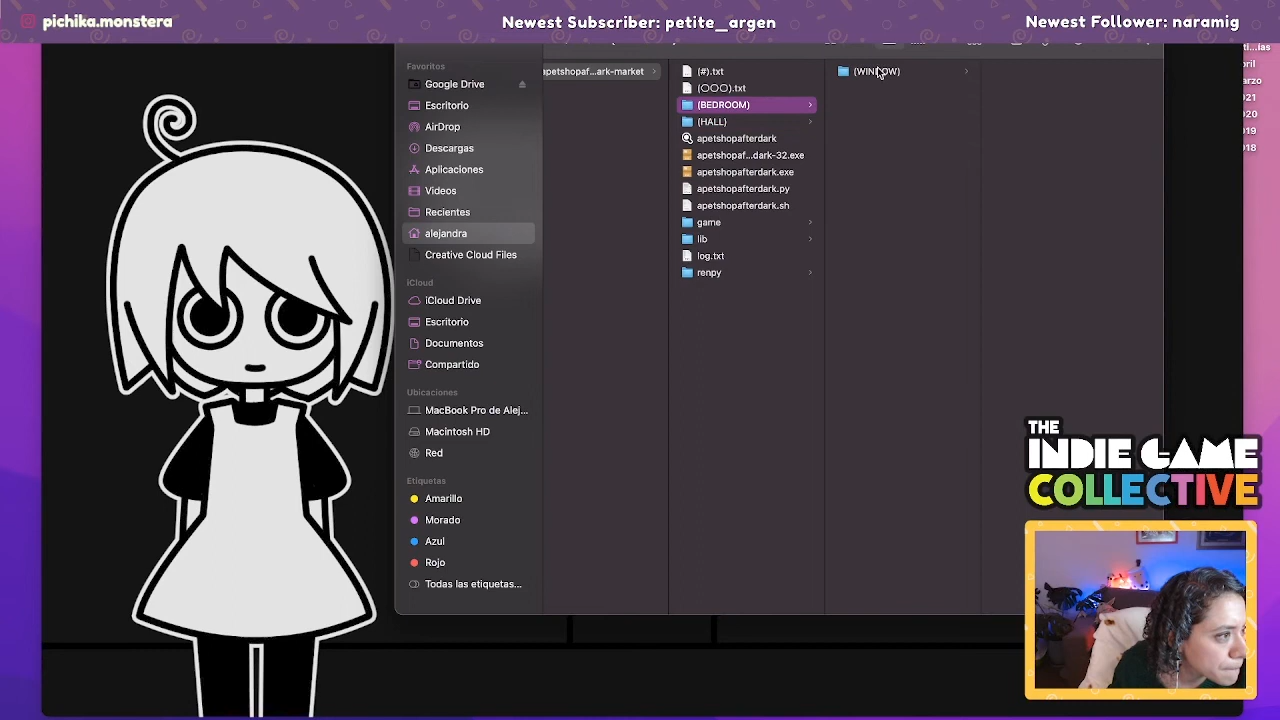 pichika.monstera
Newest Subscriber: petite_argen
Newest Follower: naramig
Favoritos
Google Drive
Escritorio
AirDrop
Descargas
Aplicaciones
Vídeos
Recientes
alejandra
Creative Cloud Files
iCloud
iCloud Drive
Escritorio
Documentos
Compartido
Ubicaciones
MacBook Pro de Alej...
Macintosh HD
Red
Etiquetas
Amarillo
Morado
Azul
Rojo
Todas las etiquetas...
apetshopaf...ark-market
(#).txt
(○○○).txt
(BEDROOM)
(HALL)
apetshopafterdark
apetshopaf...dark-32.exe
apetshopafterdark.exe
apetshopafterdark.py
apetshopafterdark.sh
game
lib
log.txt
renpy
(WINDOW)
THE
INDIE GAME
COLLECTIVE